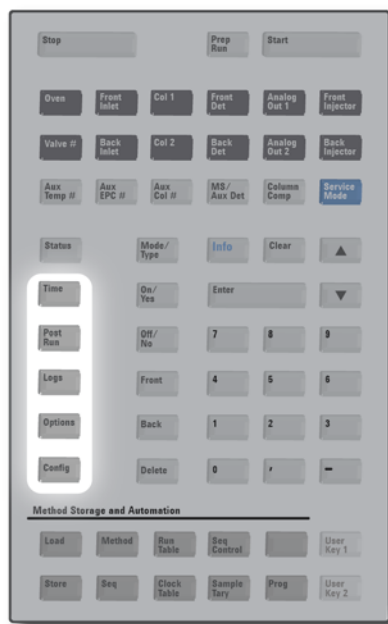 Stop Prep Run Start
Oven Front Inlet Col 1 Front Det Analog Out 1 Front Injector
Valve # Back Inlet Col 2 Back Det Analog Out 2 Back Injector
Aux Temp # Aux EPC # Aux Col # MS/ Aux Det Column Comp Service Mode
Status Mode/ Type Info Clear
Time On/ Yes Enter
Post Run Off/ No 7 8 9
Logs Front 4 5 6
Options Back 1 2 3
Config Delete 0 , -
Method Storage and Automation
Load Method Run Table Seq Control User Key 1
Store Seq Clock Table Sample Tary Prog User Key 2